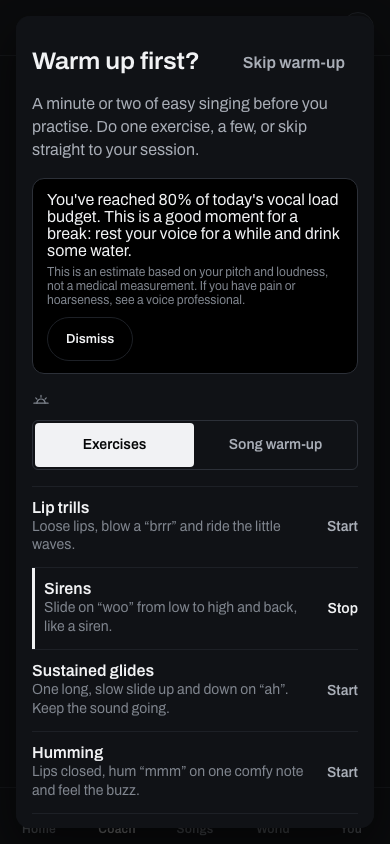 Warm up first?
Skip warm-up
A minute or two of easy singing before you
practise. Do one exercise, a few, or skip
straight to your session.
You've reached 80% of today's vocal load
budget. This is a good moment for a
break: rest your voice for a while and drink
some water.
This is an estimate based on your pitch and loudness,
not a medical measurement. If you have pain or
hoarseness, see a voice professional.
Dismiss
Exercises
Song warm-up
Lip trills
Loose lips, blow a “brrr” and ride the little
waves.
Start
Sirens
Slide on “woo” from low to high and back,
like a siren.
Stop
Sustained glides
One long, slow slide up and down on “ah”.
Keep the sound going.
Start
Humming
Lips closed, hum “mmm” on one comfy note
and feel the buzz.
Start
Home
Coach
Songs
World
You